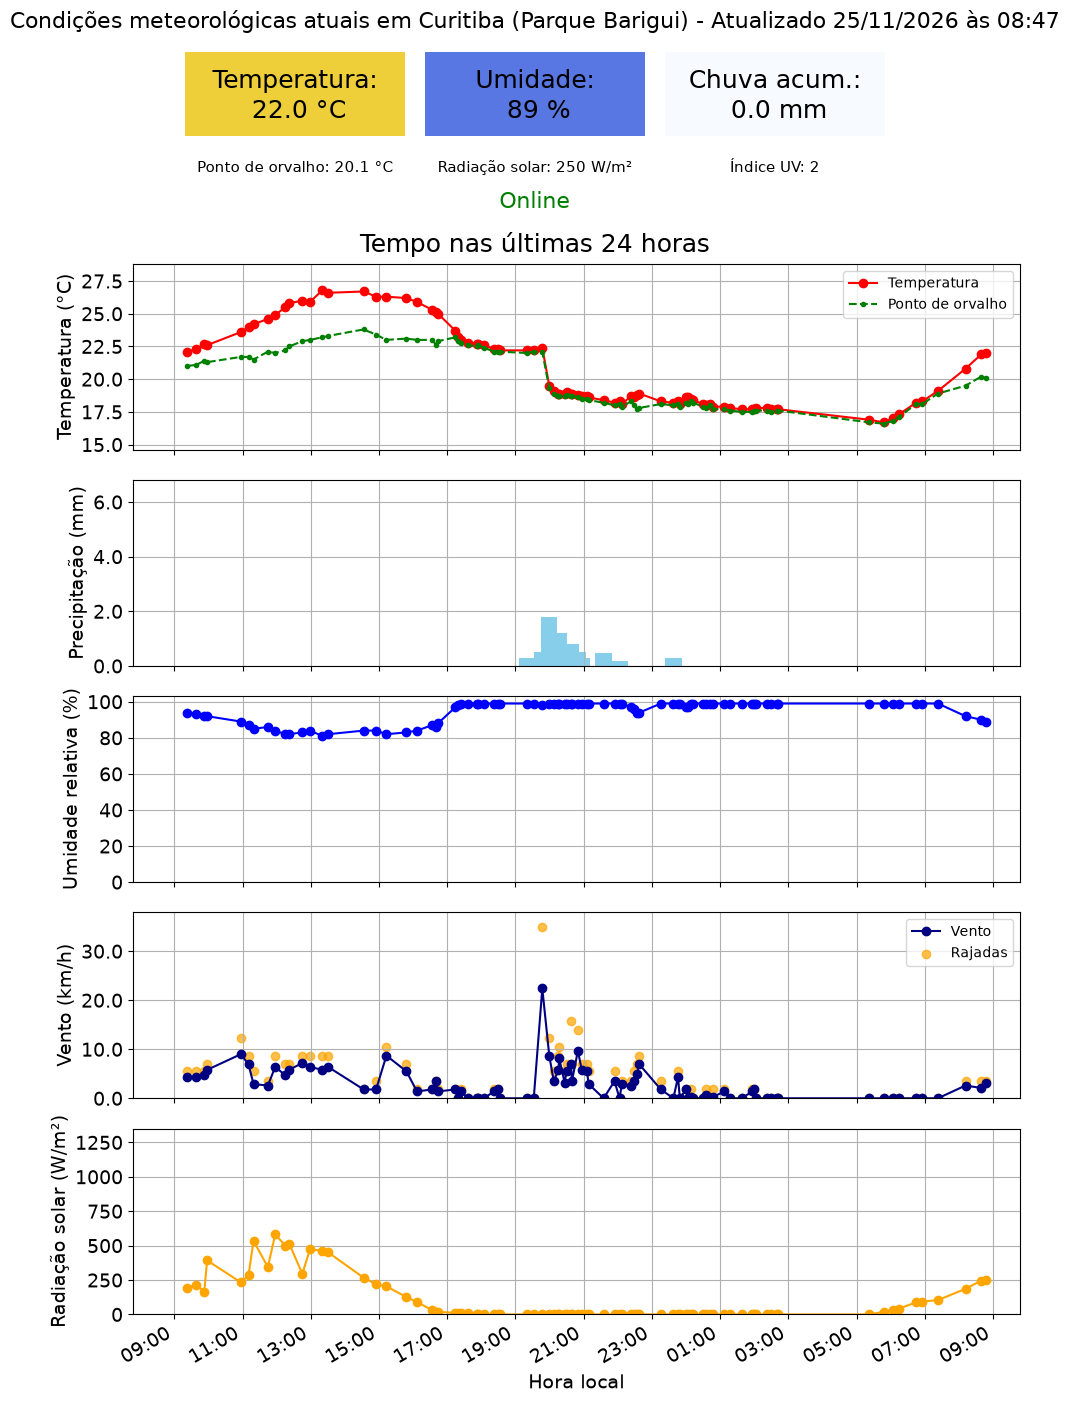 Condições meteorológicas atuais em Curitiba (Parque Barigui) - Atualizado 25/11/2026 às 08:47
Temperatura:
22.0 °C
Umidade:
89 %
Chuva acum.:
0.0 mm
Ponto de orvalho: 20.1 °C
Radiação solar: 250 W/m²
Índice UV: 2
Online
Tempo nas últimas 24 horas
Temperatura (°C)
27.5
25.0
22.5
20.0
17.5
15.0
Temperatura
Ponto de orvalho
Precipitação (mm)
6.0
4.0
2.0
0.0
Umidade relativa (%)
100
80
60
40
20
0
Vento (km/h)
30.0
20.0
10.0
0.0
Vento
Rajadas
Radiação solar (W/m²)
1250
1000
750
500
250
0
09:00
11:00
13:00
15:00
17:00
19:00
21:00
23:00
01:00
03:00
05:00
07:00
09:00
Hora local